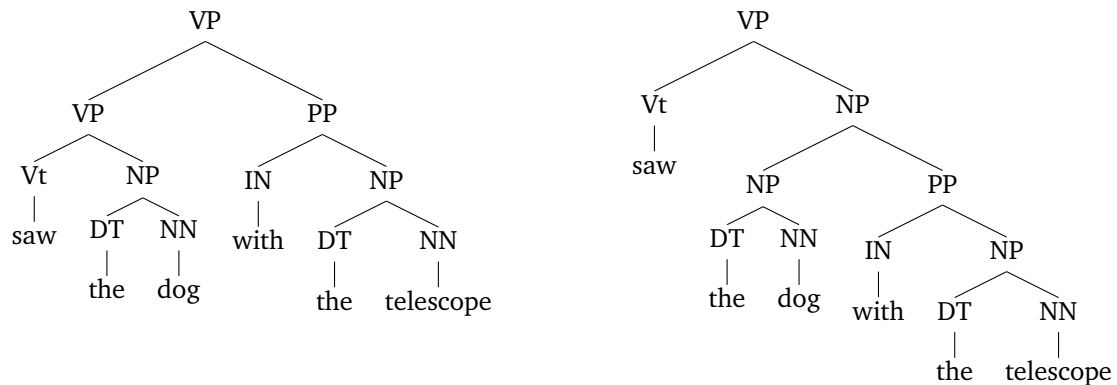 VP VP
VP PP Vt NP
Vt NP IN NP saw NP PP
saw DT NN with DT NN DT NN IN NP
the dog the telescope the dog with DT NN
the telescope